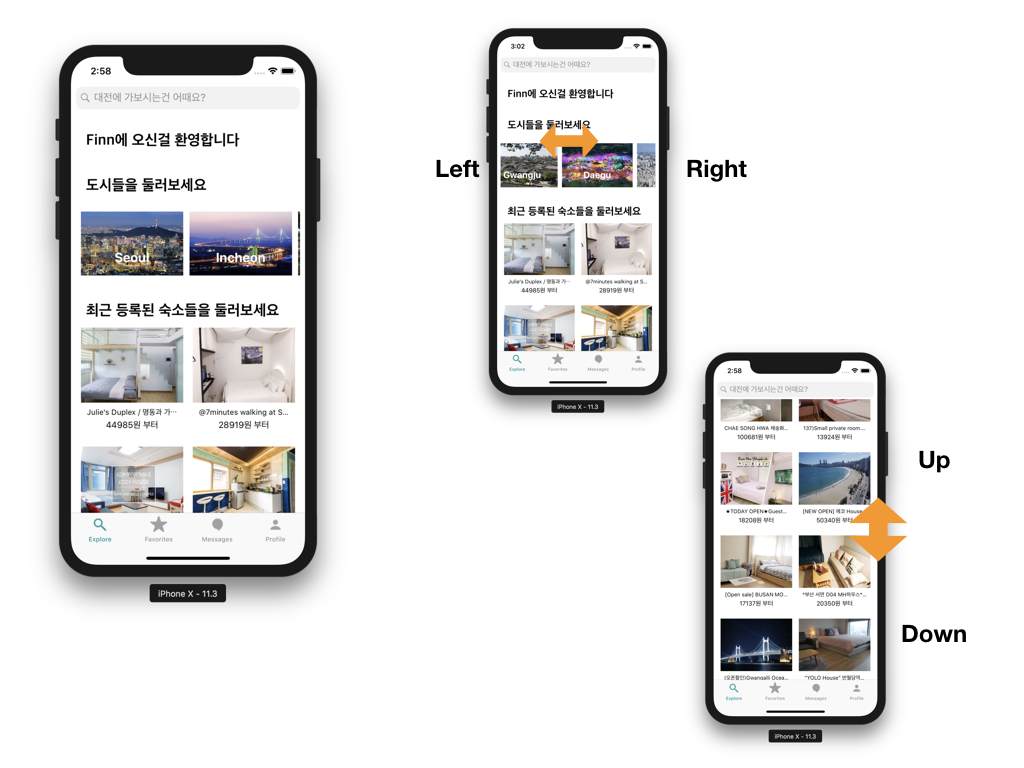 2:58
대전에 가보시는건 어때요?
Finn에 오신걸 환영합니다
도시들을 둘러보세요
Seoul
Incheon
최근 등록된 숙소들을 둘러보세요
Julie's Duplex / 명동과 가…
@7minutes walking at S...
44985원 부터
28919원 부터
Explore
Favorites
Messages
Profile
iPhone X - 11.3
3:02
대전에 가보시는건 어때요?
Finn에 오신걸 환영합니다
도시들을 둘러보세요
Left
Right
Gwangju
Daegu
최근 등록된 숙소들을 둘러보세요
Julie's Duplex / 명동과 가…
@7minutes walking at S...
44985원 부터
28919원 부터
Explore
Favorites
Messages
Profile
iPhone X - 11.3
2:58
대전에 가보시는건 어때요?
CHAE SONG HWA 채송화...
137)Small private room...
100681원 부터
13924원 부터
Up
★TODAY OPEN★Guest...
[NEW OPEN] 에코 House
18208원 부터
50340원 부터
[Open sale] BUSAN MO...
*부산 서면 D04 MH하우스*...
17137원 부터
20350원 부터
Down
(오픈할인)Gwangalli Ocea...
"YOLO House" 반월당역...
Explore
Favorites
Messages
Profile
iPhone X - 11.3